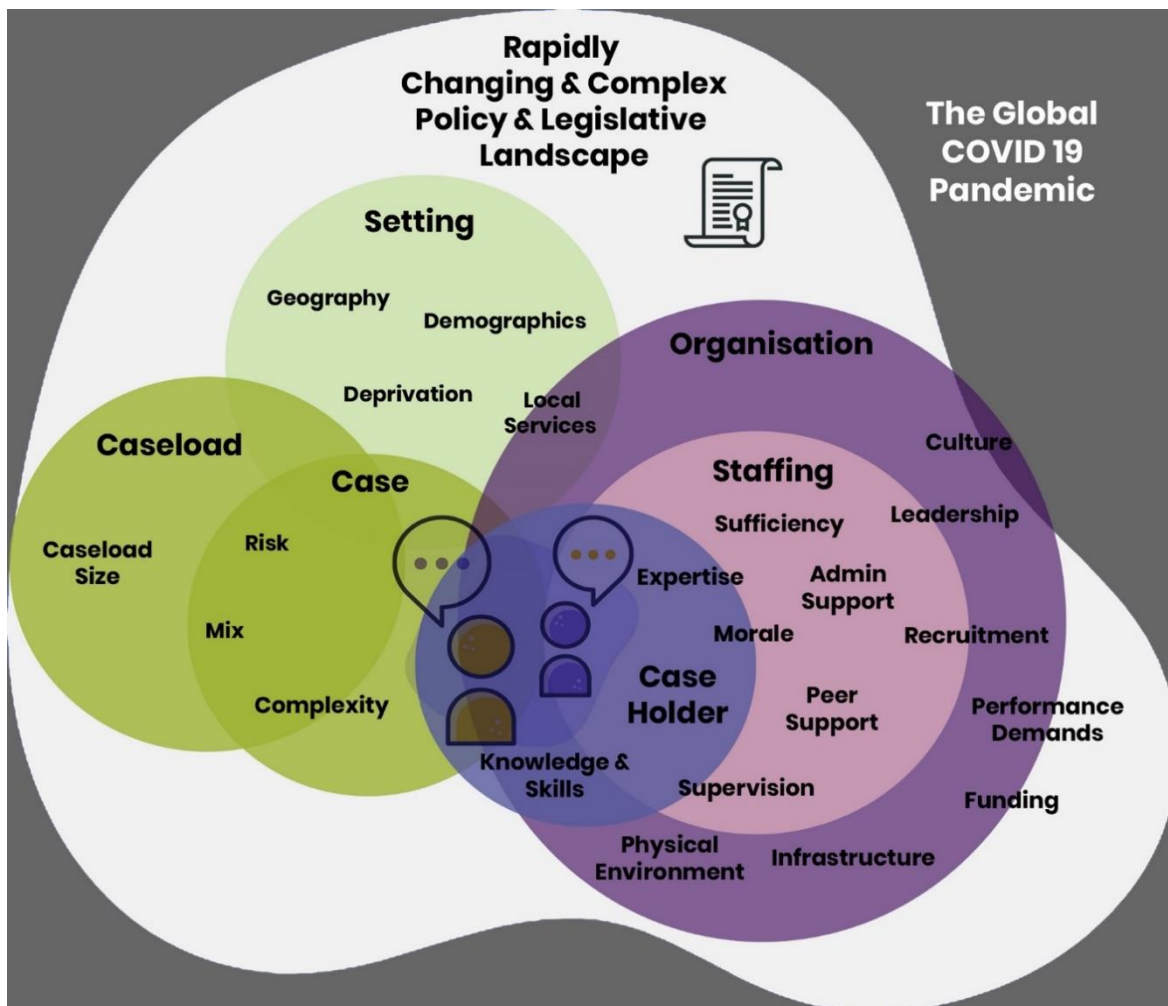 Rapidly
Changing & Complex
Policy & Legislative
Landscape
The Global
COVID 19
Pandemic
Setting
Geography
Demographics
Deprivation
Local
Services
Organisation
Culture
Caseload
Case
Staffing
Sufficiency
Leadership
Caseload
Size
Risk
Expertise
Admin
Support
Mix
Morale
Recruitment
Case
Holder
Complexity
Peer
Support
Performance
Demands
Knowledge &
Skills
Supervision
Funding
Physical
Environment
Infrastructure